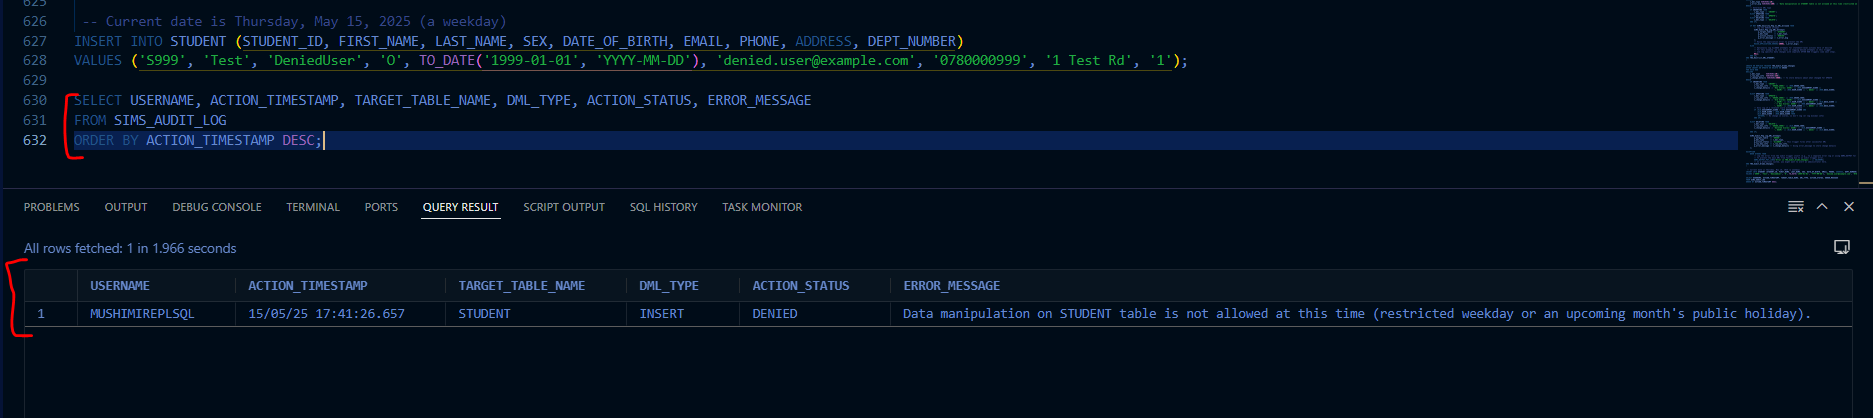 625
626 -- Current date is Thursday, May 15, 2025 (a weekday)
627 INSERT INTO STUDENT (STUDENT_ID, FIRST_NAME, LAST_NAME, SEX, DATE_OF_BIRTH, EMAIL, PHONE, ADDRESS, DEPT_NUMBER)
628 VALUES ('S999', 'Test', 'DeniedUser', 'O', TO_DATE('1999-01-01', 'YYYY-MM-DD'), 'denied.user@example.com', '0780000999', '1 Test Rd', '1');
629
630 SELECT USERNAME, ACTION_TIMESTAMP, TARGET_TABLE_NAME, DML_TYPE, ACTION_STATUS, ERROR_MESSAGE
631 FROM SIMS_AUDIT_LOG
632 ORDER BY ACTION_TIMESTAMP DESC;
PROBLEMS OUTPUT DEBUG CONSOLE TERMINAL PORTS QUERY RESULT SCRIPT OUTPUT SQL HISTORY TASK MONITOR
All rows fetched: 1 in 1.966 seconds
USERNAME ACTION_TIMESTAMP TARGET_TABLE_NAME DML_TYPE ACTION_STATUS ERROR_MESSAGE
1 MUSHIMIREPLSQL 15/05/25 17:41:26.657 STUDENT INSERT DENIED Data manipulation on STUDENT table is not allowed at this time (restricted weekday or an upcoming month's public holiday).